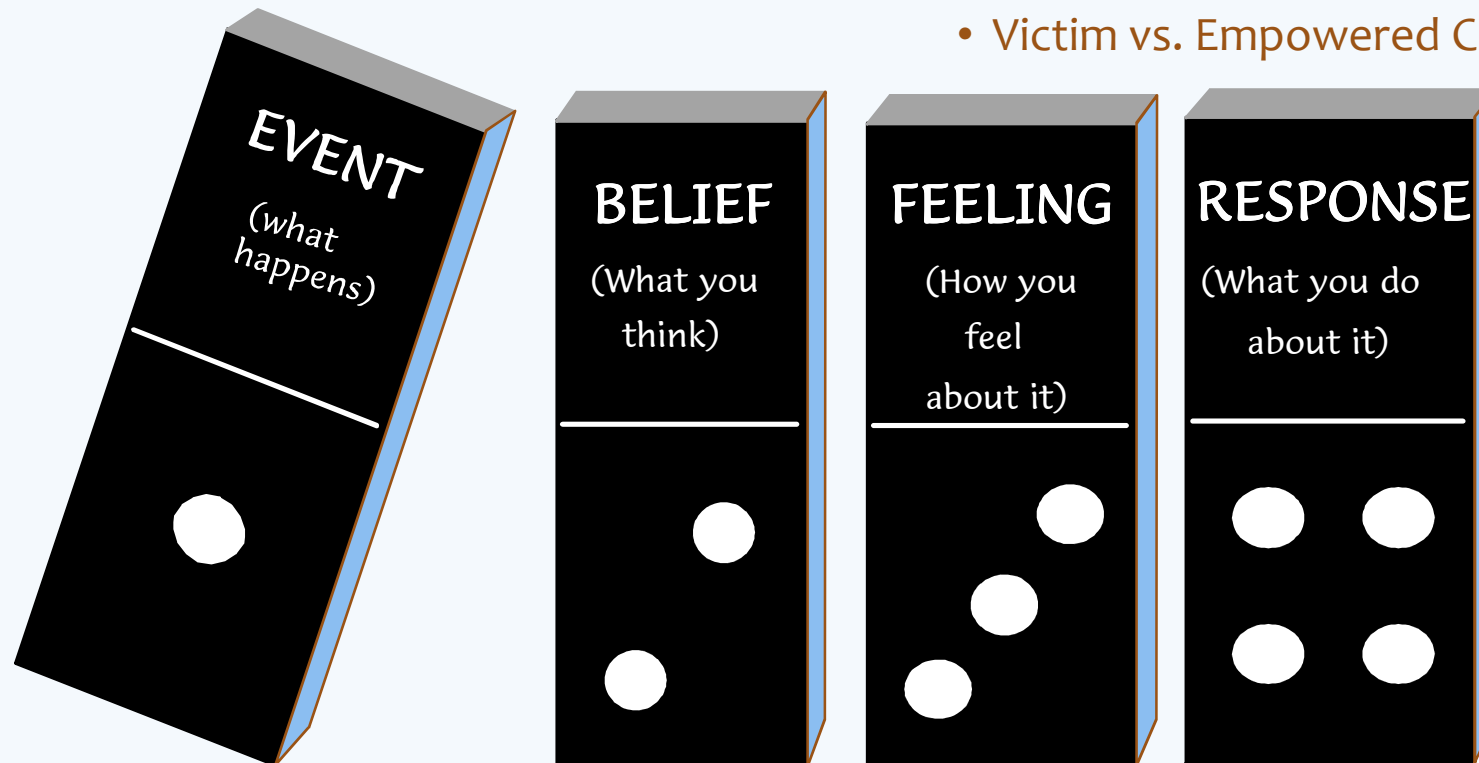 • Victim vs. Empowered C
EVENT
(what
happens)
BELIEF
(What you
think)
FEELING
(How you
feel
about it)
RESPONSE
(What you do
about it)